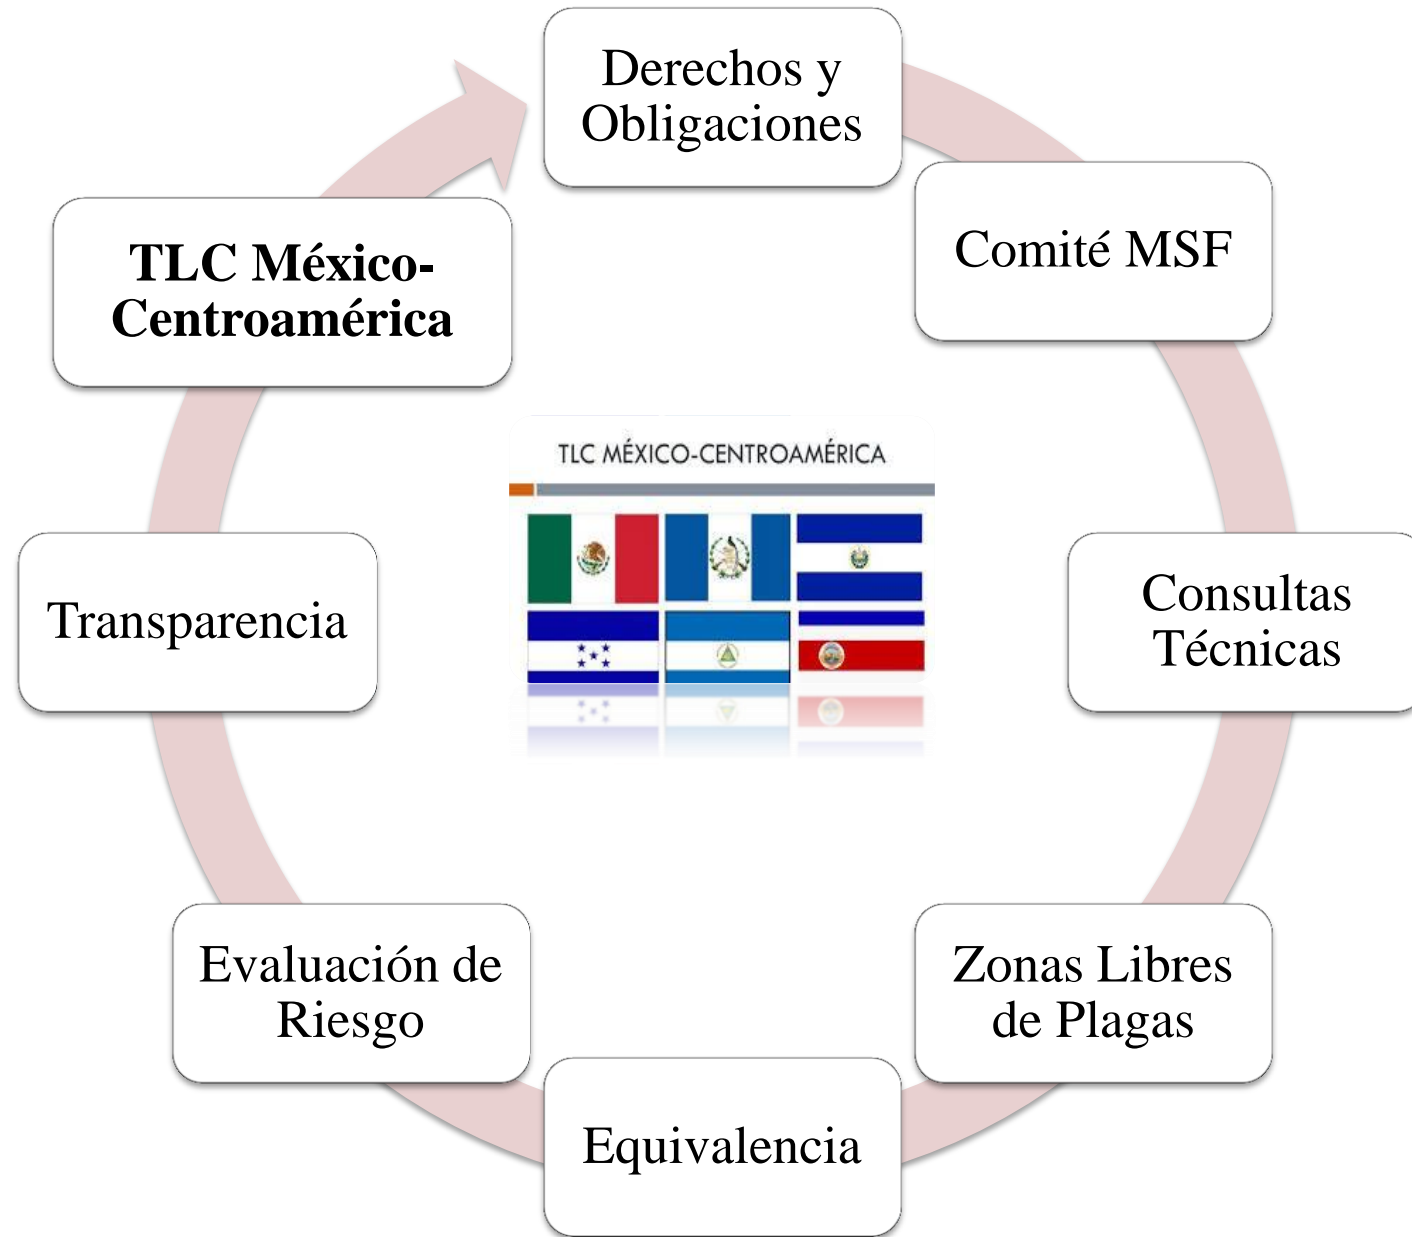 Derechos y
Obligaciones
Comité MSF
Consultas
Técnicas
Zonas Libres
de Plagas
Equivalencia
Evaluación de
Riesgo
Transparencia
TLC México-
Centroamérica
TLC MÉXICO-CENTROAMÉRICA